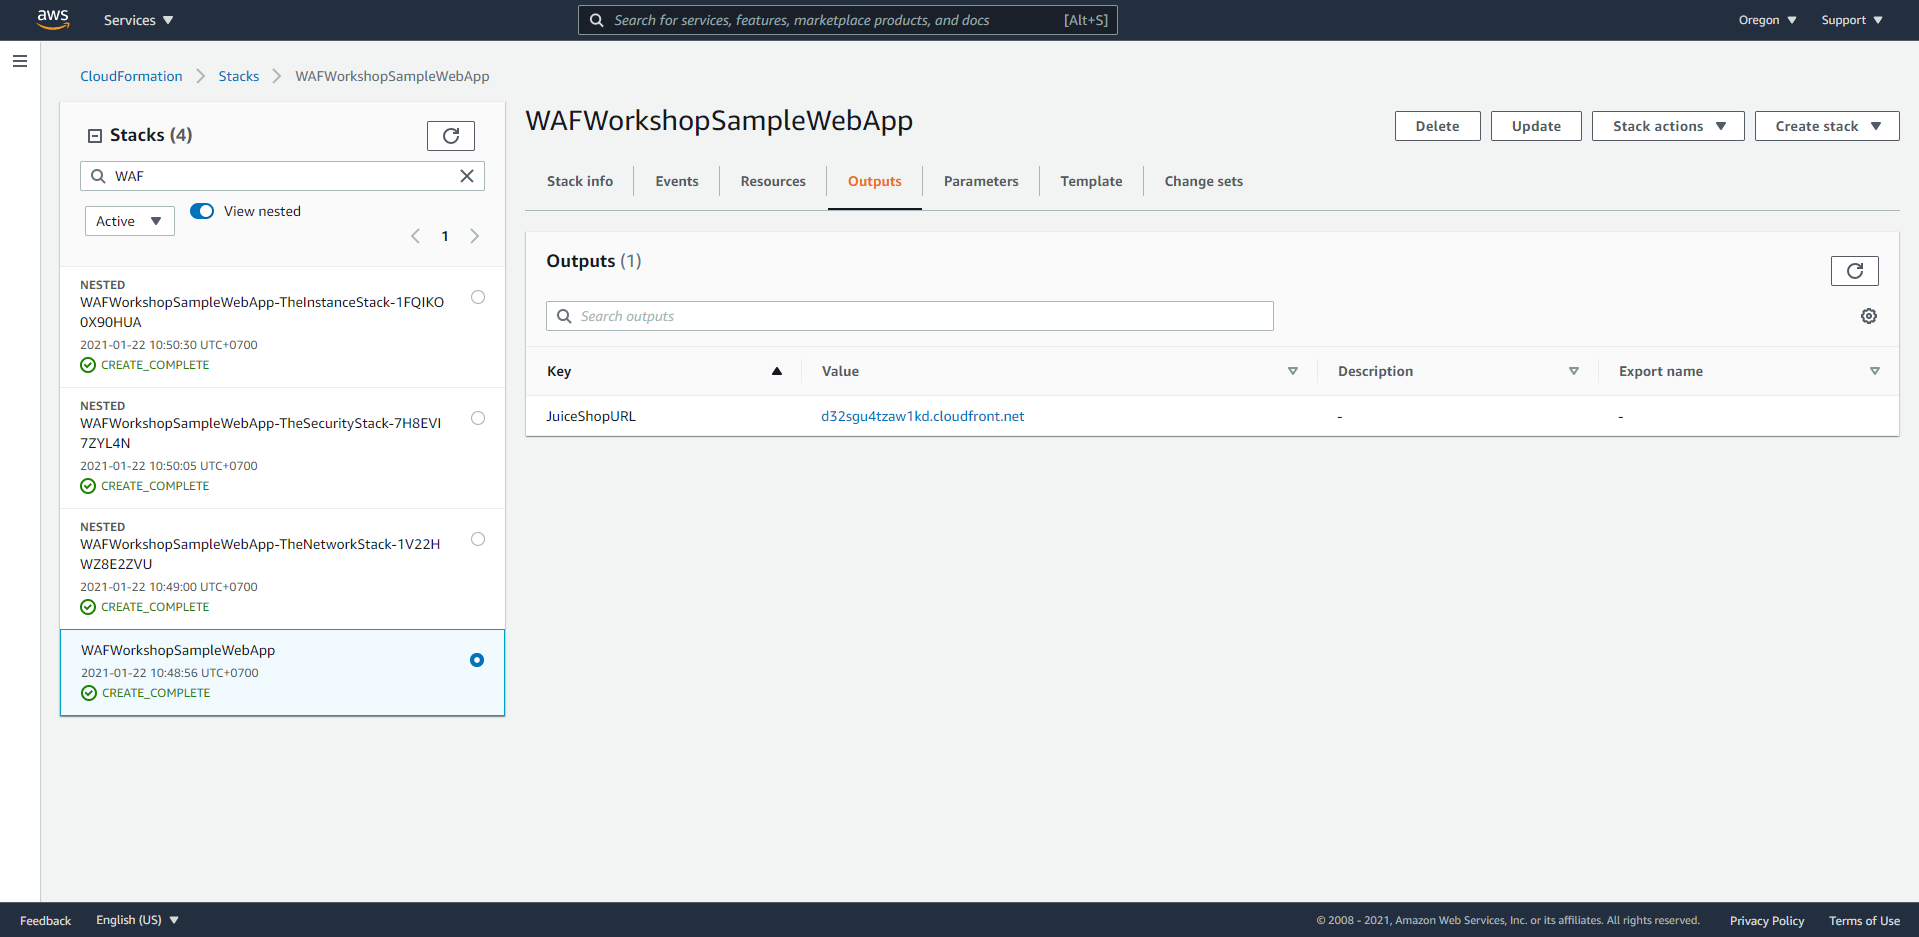 aws
Services
Search for services, features, marketplace products, and docs
[Alt+S]
Oregon
Support
CloudFormation
Stacks
WAFWorkshopSampleWebApp
Stacks (4)
WAF
Active
View nested
1
NESTED
WAFWorkshopSampleWebApp-TheInstanceStack-1FQIKO
0X90HUA
2021-01-22 10:50:30 UTC+0700
CREATE_COMPLETE
NESTED
WAFWorkshopSampleWebApp-TheSecurityStack-7H8EVI
7ZYL4N
2021-01-22 10:50:05 UTC+0700
CREATE_COMPLETE
NESTED
WAFWorkshopSampleWebApp-TheNetworkStack-1V22H
WZ8E2ZVU
2021-01-22 10:49:00 UTC+0700
CREATE_COMPLETE
WAFWorkshopSampleWebApp
2021-01-22 10:48:56 UTC+0700
CREATE_COMPLETE
WAFWorkshopSampleWebApp
Delete
Update
Stack actions
Create stack
Stack info
Events
Resources
Outputs
Parameters
Template
Change sets
Outputs (1)
Search outputs
Key
Value
Description
Export name
JuiceShopURL
d32sgu4tzaw1kd.cloudfront.net
-
-
Feedback
English (US)
© 2008 - 2021, Amazon Web Services, Inc. or its affiliates. All rights reserved.
Privacy Policy
Terms of Use